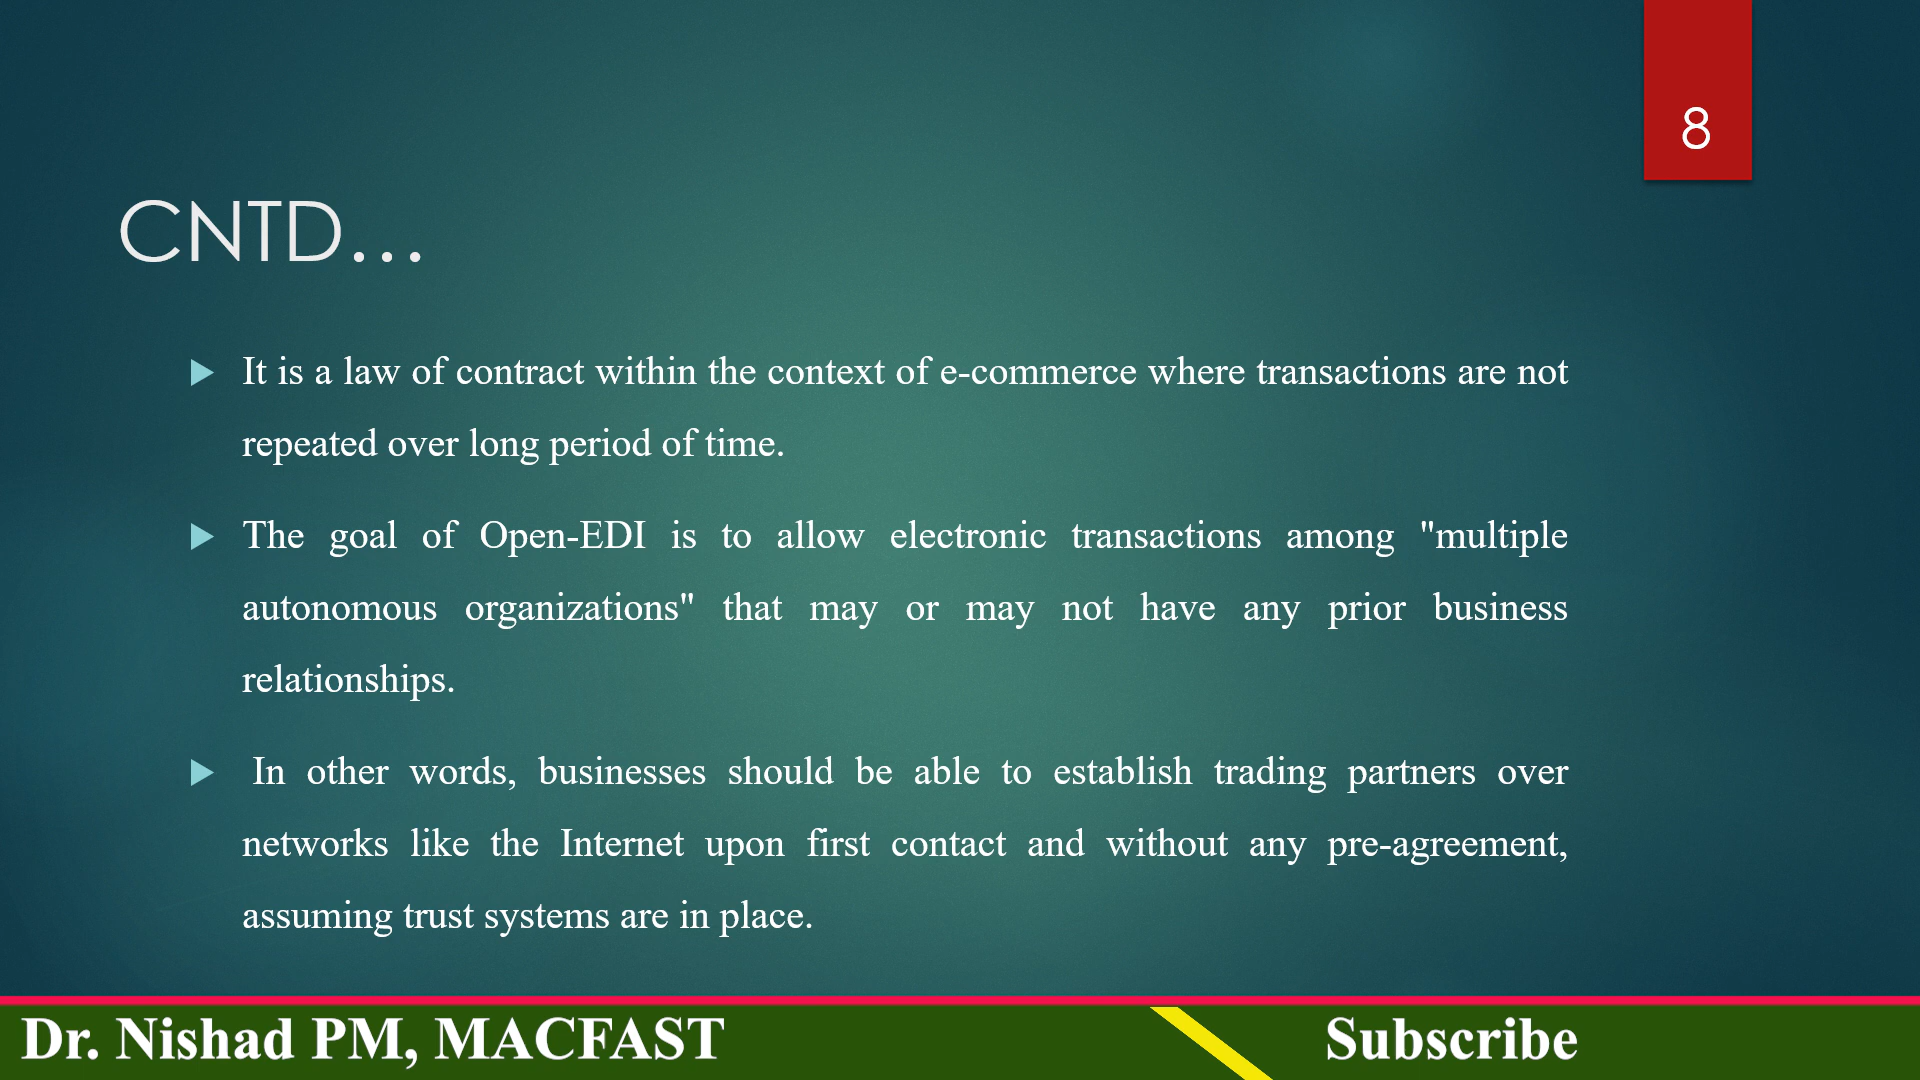 8
CNTD...
It is a law of contract within the context of e-commerce where transactions are not
repeated over long period of time.
The goal of Open-EDI is to allow electronic transactions among "multiple
autonomous organizations" that may or may not have any prior business
relationships.
In other words, businesses should be able to establish trading partners over
networks like the Internet upon first contact and without any pre-agreement,
assuming trust systems are in place.
Dr. Nishad PM, MACFAST
Subscribe